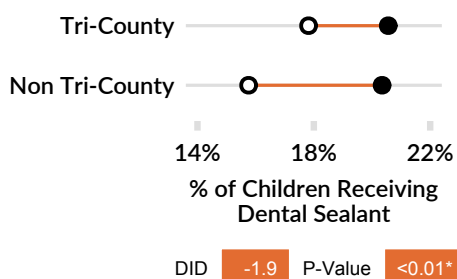 Tri-County
Non Tri-County
14% 18% 22%
% of Children Receiving
Dental Sealant
DID -1.9 P-Value <0.01*